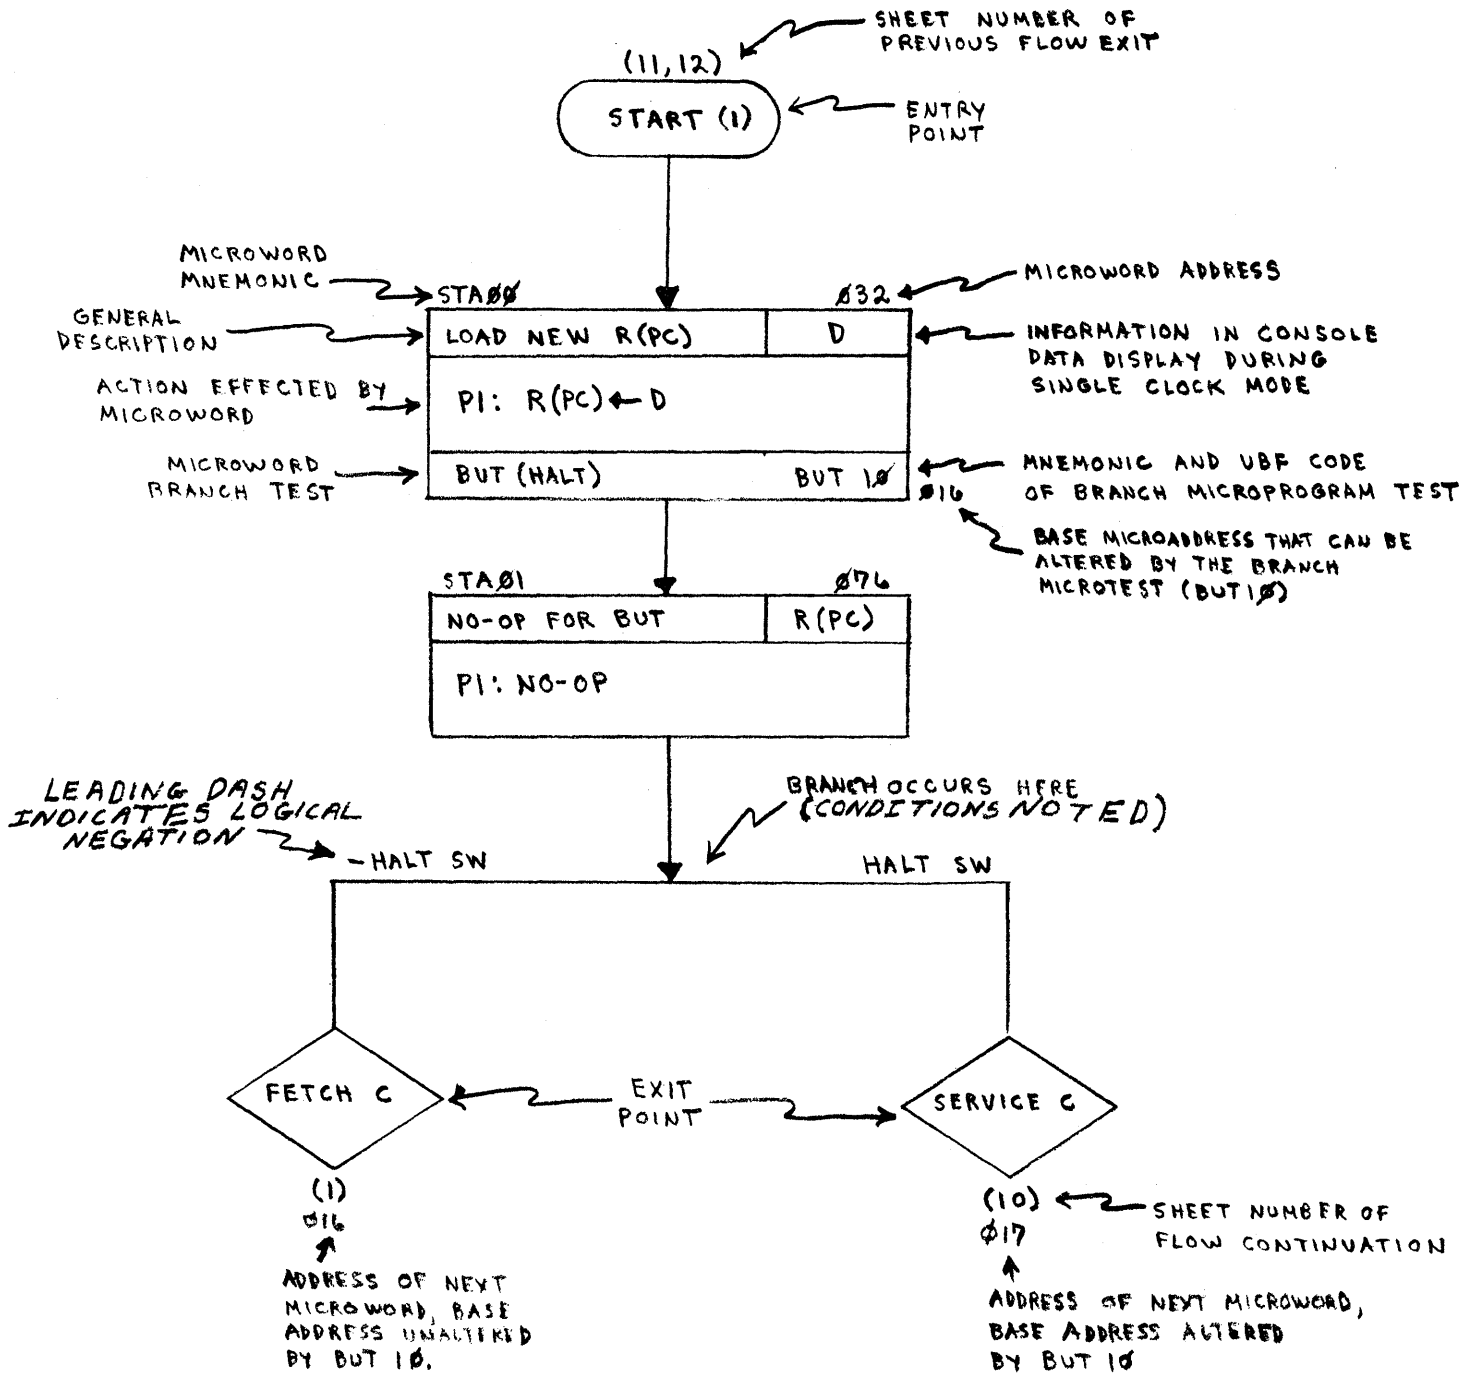 SHEET NUMBER OF
PREVIOUS FLOW EXIT
(11,12)
START (1)
ENTRY
POINT
MICROWORD
MNEMONIC
STAØØ
Ø32
MICROWORD ADDRESS
GENERAL
DESCRIPTION
LOAD NEW R(PC)
D
INFORMATION IN CONSOLE
DATA DISPLAY DURING
SINGLE CLOCK MODE
ACTION EFFECTED BY
MICROWORD
P1: R(PC)←D
MICROWORD
BRANCH TEST
BUT (HALT)
BUT 1Ø
MNEMONIC AND UBF CODE
OF BRANCH MICROPROGRAM TEST
Ø16
BASE MICROADDRESS THAT CAN BE
ALTERED BY THE BRANCH
MICROTEST (BUT1Ø)
STAØ1
Ø76
NO-OP FOR BUT
R(PC)
P1: NO-OP
LEADING DASH
INDICATES LOGICAL
NEGATION
BRANCH OCCURS HERE
(CONDITIONS NOTED)
-HALT SW
HALT SW
FETCH C
EXIT
POINT
SERVICE C
(1)
Ø16
ADDRESS OF NEXT
MICROWORD, BASE
ADDRESS UNALTERED
BY BUT 1Ø.
(10)
Ø17
SHEET NUMBER OF
FLOW CONTINUATION
ADDRESS OF NEXT MICROWORD,
BASE ADDRESS ALTERED
BY BUT 1Ø